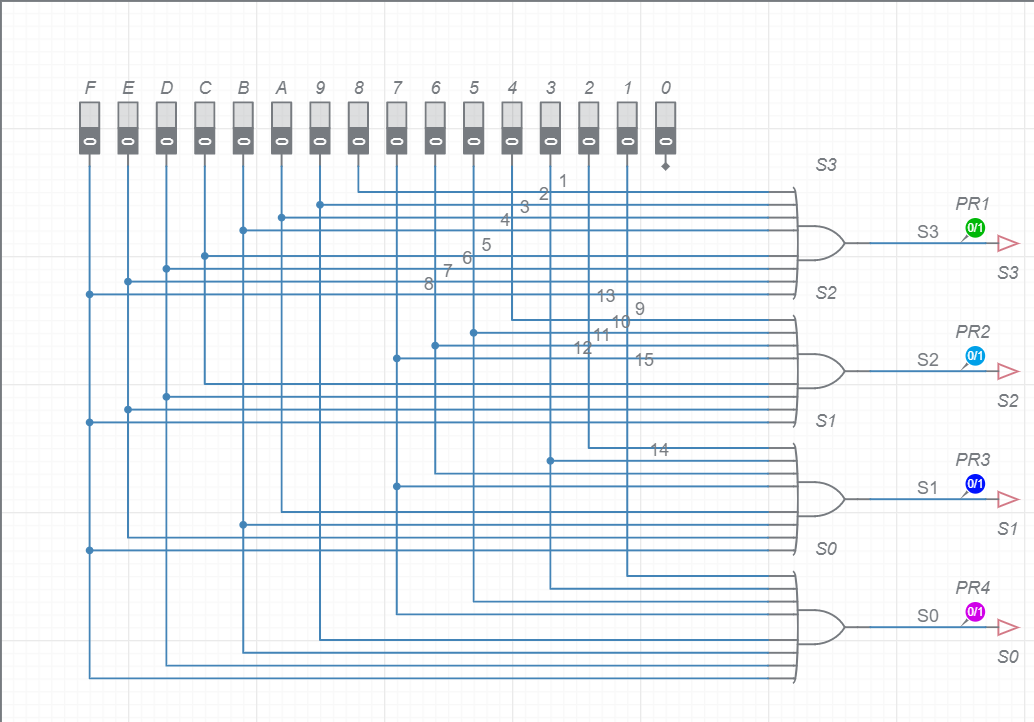 F E D C B A 9 8 7 6 5 4 3 2 1 0
0 0 0 0 0 0 0 0 0 0 0 0 0 0 0 0
S3
1
2
3
PR1
4
S3
0/1
5
6
7
S3
8
S2
13
9
10
PR2
11
12
15
S2
0/1
S2
S1
14
PR3
S1
0/1
S1
S0
PR4
S0
0/1
S0